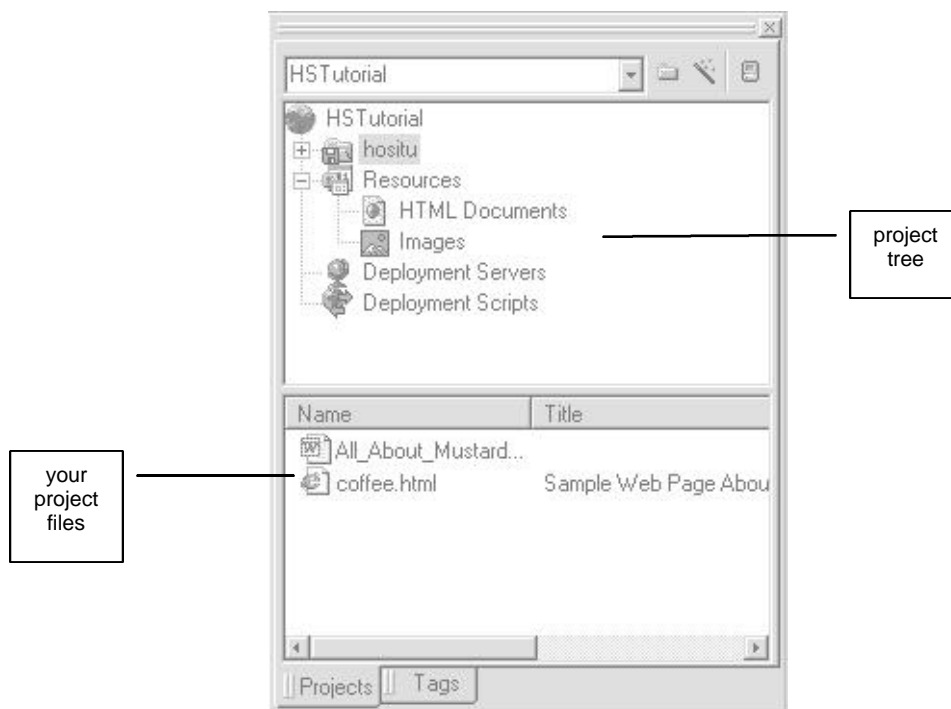 HSTutorial
HSTutorial
hositu
Resources
HTML Documents
Images
Deployment Servers
Deployment Scripts
project
tree
Name Title
All_About_Mustard...
coffee.html Sample Web Page Abou
your
project
files
Projects Tags